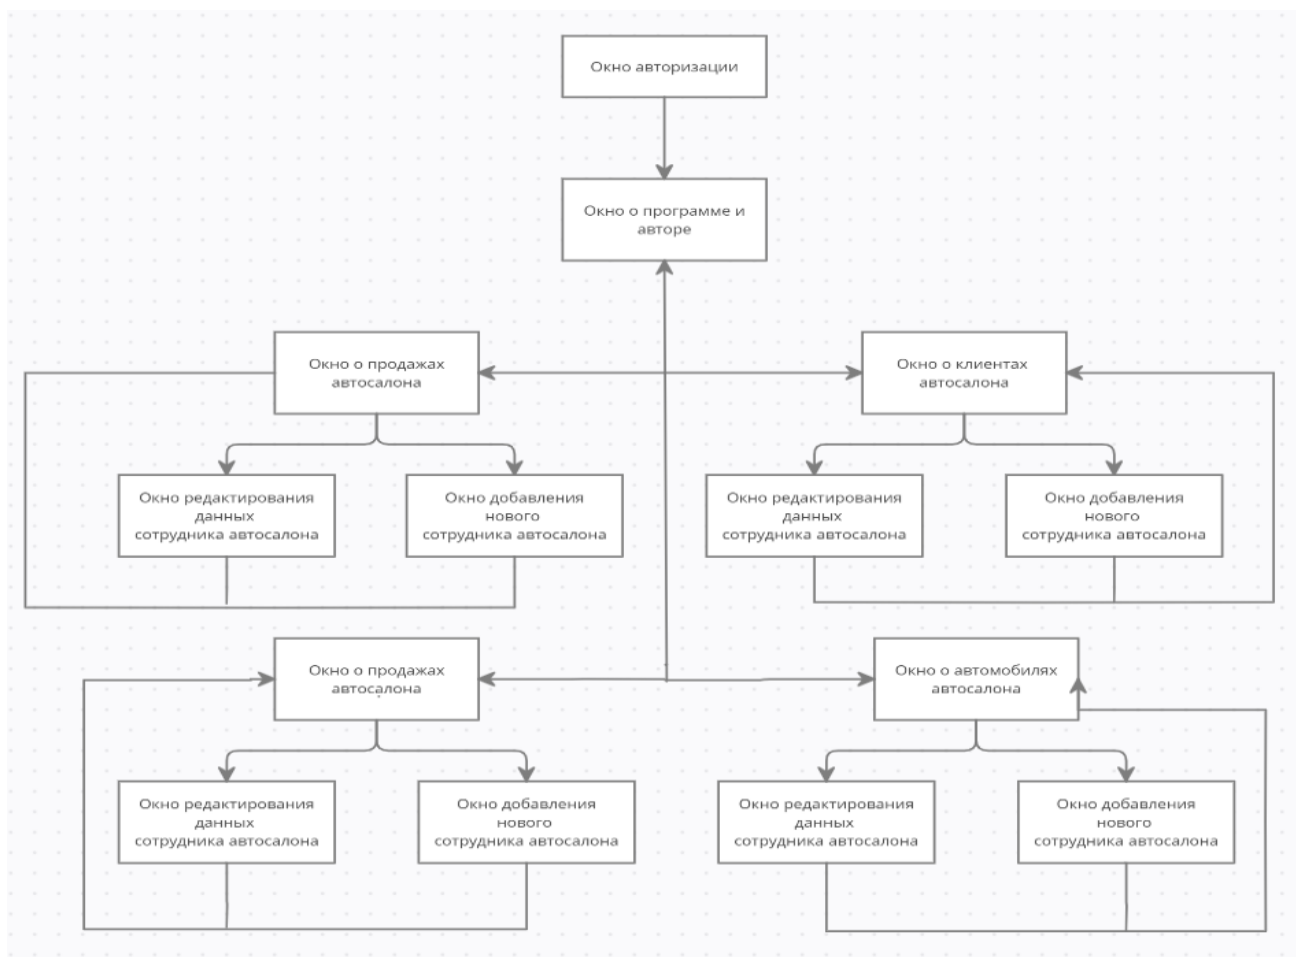 Окно авторизации
Окно о программе и
авторе
Окно о продажах
автосалона
Окно о клиентах
автосалона
Окно редактирования
данных
сотрудника автосалона
Окно добавления
нового
сотрудника автосалона
Окно редактирования
данных
сотрудника автосалона
Окно добавления
нового
сотрудника автосалона
Окно о продажах
автосалона
Окно о автомобилях
автосалона
Окно редактирования
данных
сотрудника автосалона
Окно добавления
нового
сотрудника автосалона
Окно редактирования
данных
сотрудника автосалона
Окно добавления
нового
сотрудника автосалона